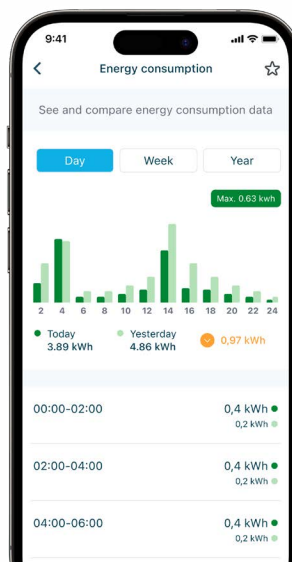 9:41
Energy consumption
See and compare energy consumption data
Day Week Year
Max. 0.63 kwh
2 4 6 8 10 12 14 16 18 20 22 24
Today Yesterday
3.89 kWh 4.86 kWh 0,97 kWh
00:00-02:00 0,4 kWh
0,2 kWh
02:00-04:00 0,4 kWh
0,2 kWh
04:00-06:00 0,4 kWh
0,2 kWh